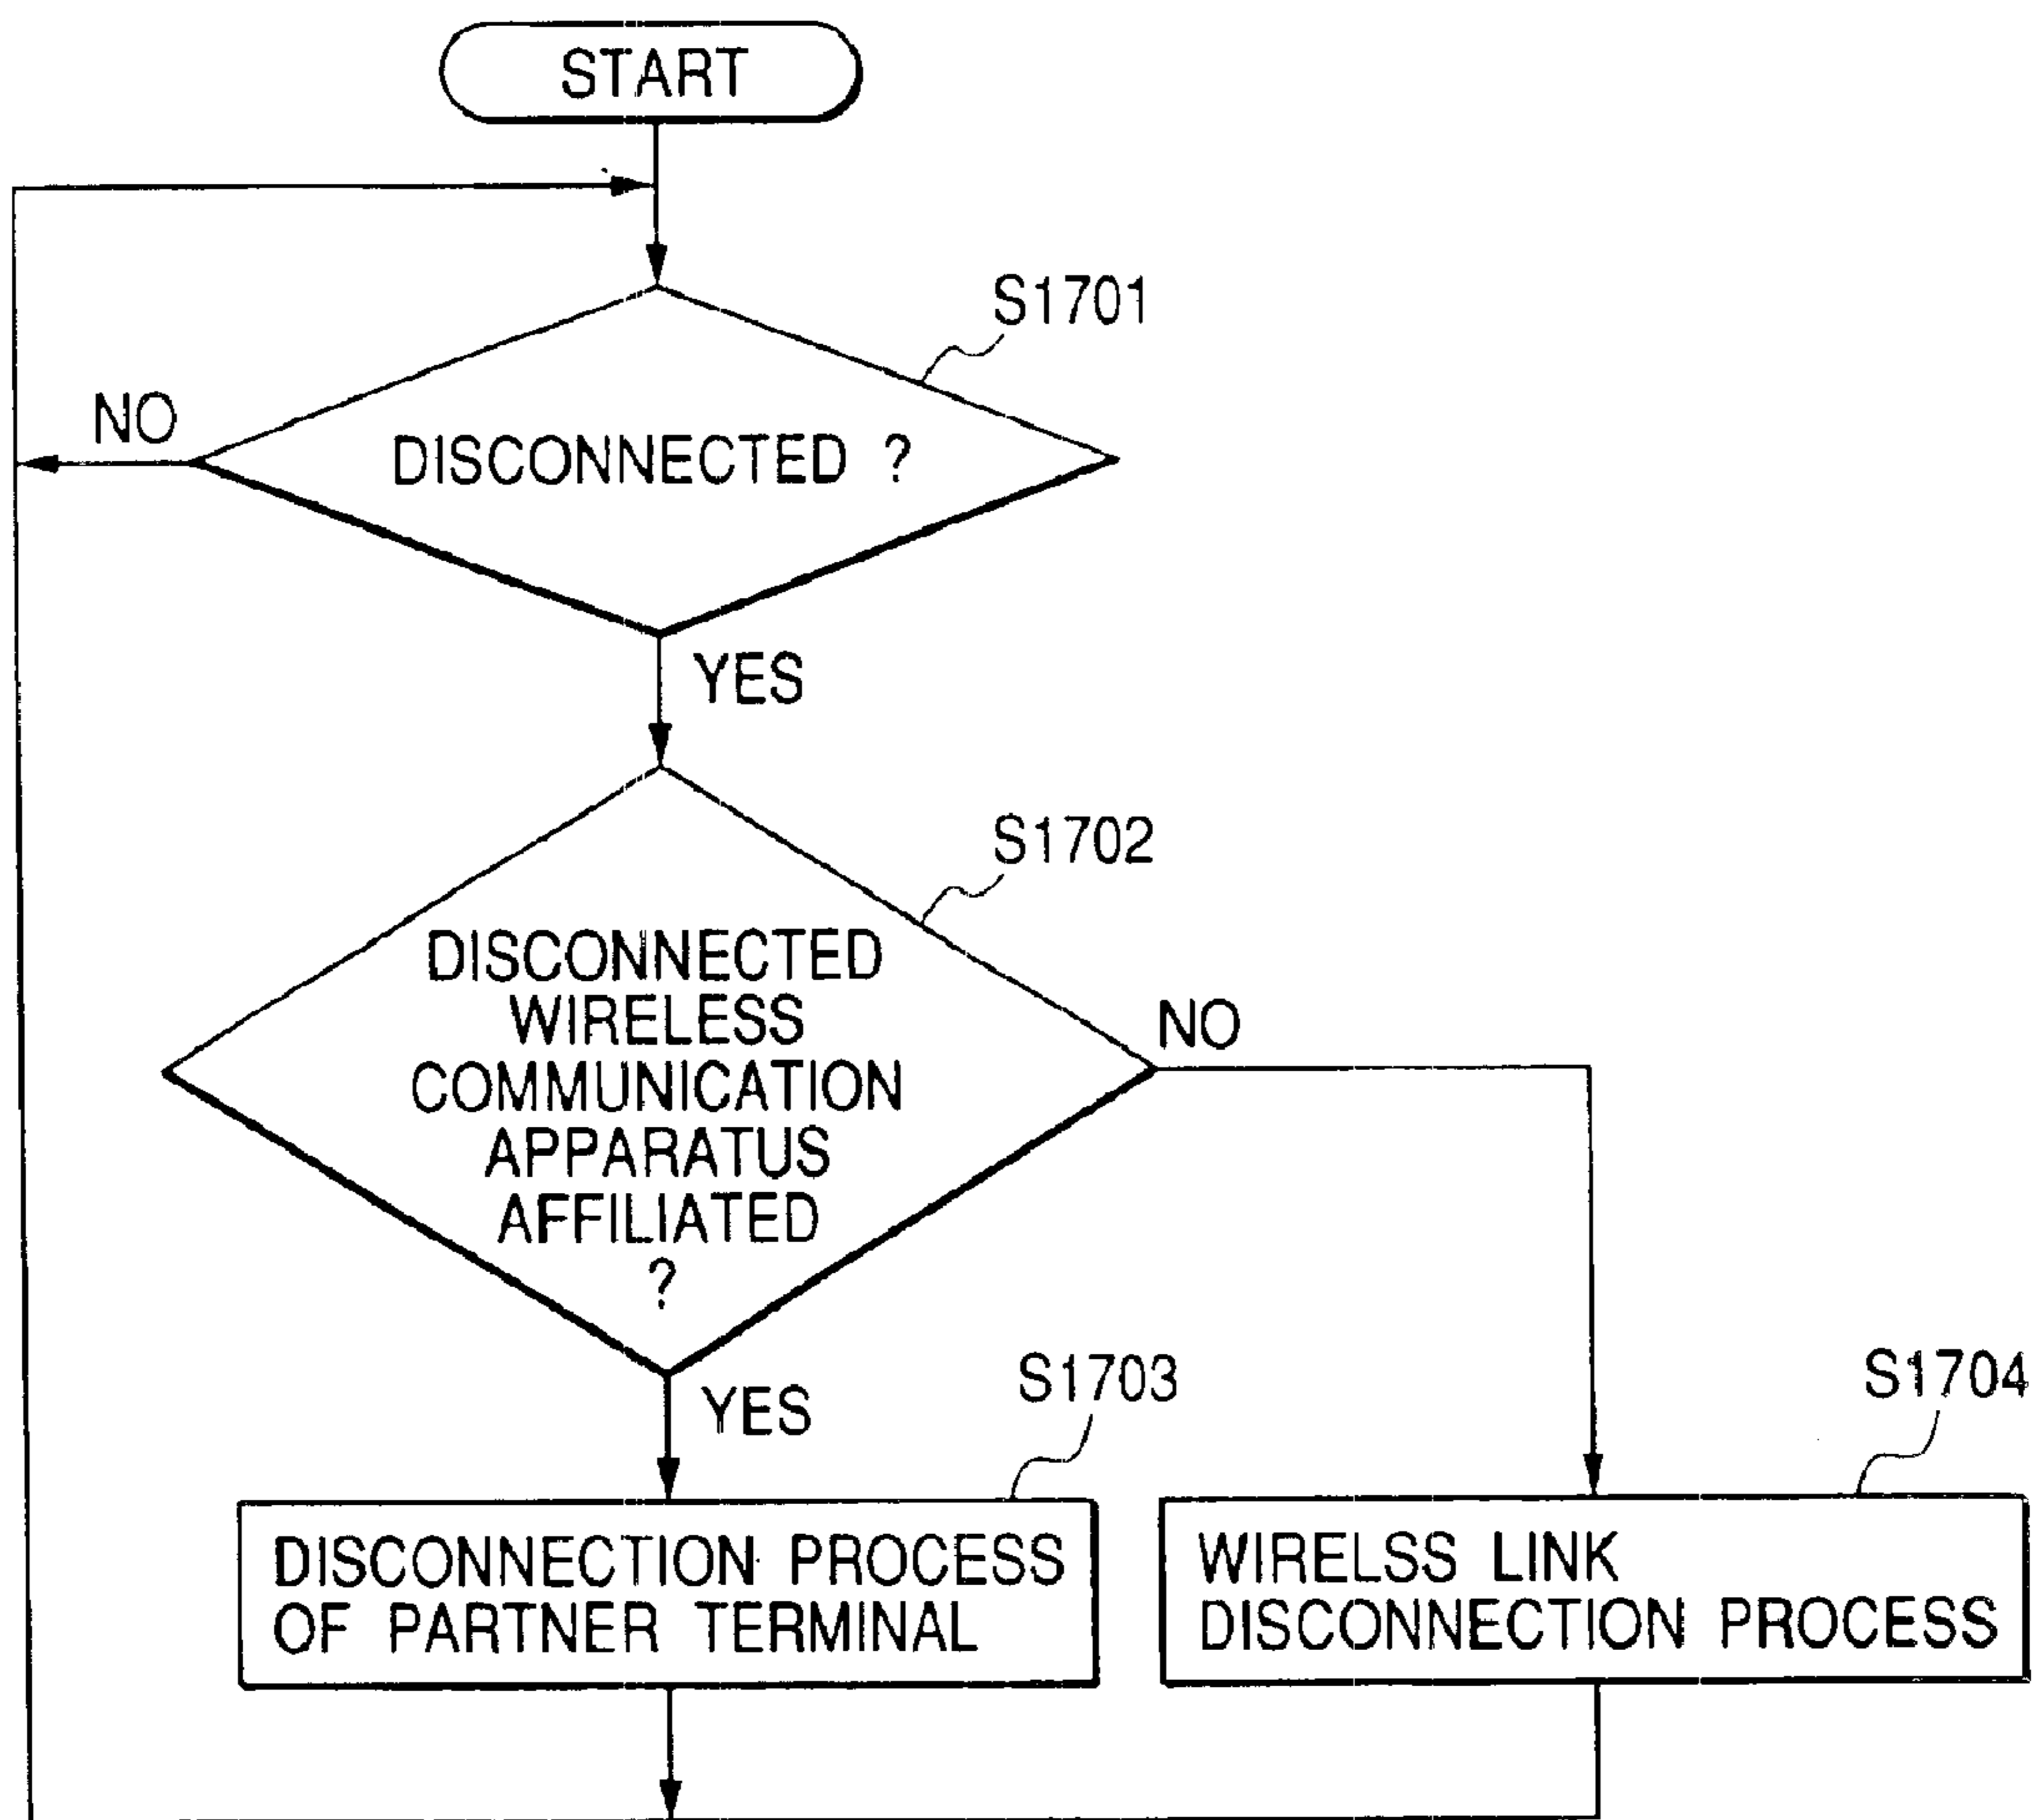 START
S1701
NO
DISCONNECTED ?
YES
S1702
DISCONNECTED
WIRELESS
COMMUNICATION
APPARATUS
AFFILIATED
?
NO
YES
S1703
S1704
DISCONNECTION PROCESS
OF PARTNER TERMINAL
WIRELSS LINK
DISCONNECTION PROCESS